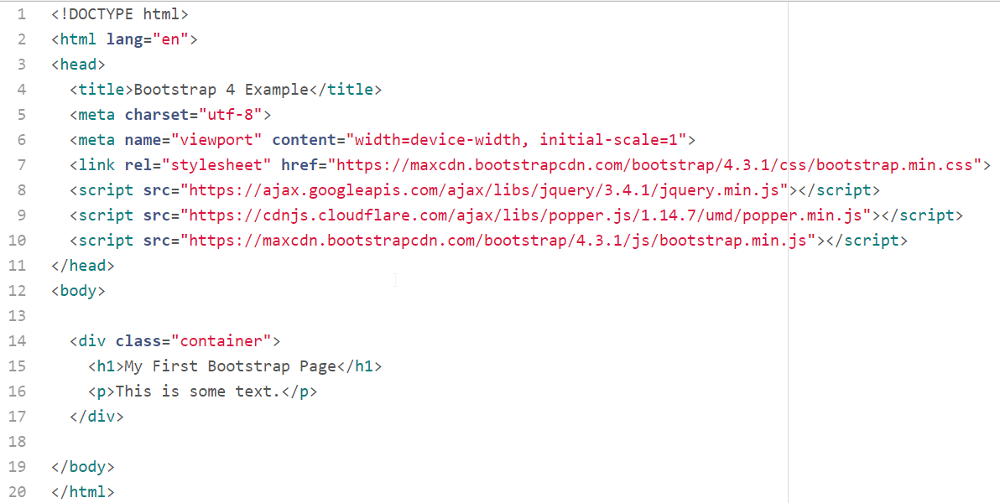 1 <!DOCTYPE html>
2 <html lang="en">
3 <head>
4   <title>Bootstrap 4 Example</title>
5   <meta charset="utf-8">
6   <meta name="viewport" content="width=device-width, initial-scale=1">
7   <link rel="stylesheet" href="https://maxcdn.bootstrapcdn.com/bootstrap/4.3.1/css/bootstrap.min.css">
8   <script src="https://ajax.googleapis.com/ajax/libs/jquery/3.4.1/jquery.min.js"></script>
9   <script src="https://cdnjs.cloudflare.com/ajax/libs/popper.js/1.14.7/umd/popper.min.js"></script>
10   <script src="https://maxcdn.bootstrapcdn.com/bootstrap/4.3.1/js/bootstrap.min.js"></script>
11 </head>
12 <body>
13
14   <div class="container">
15     <h1>My First Bootstrap Page</h1>
16     <p>This is some text.</p>
17   </div>
18
19 </body>
20 </html>